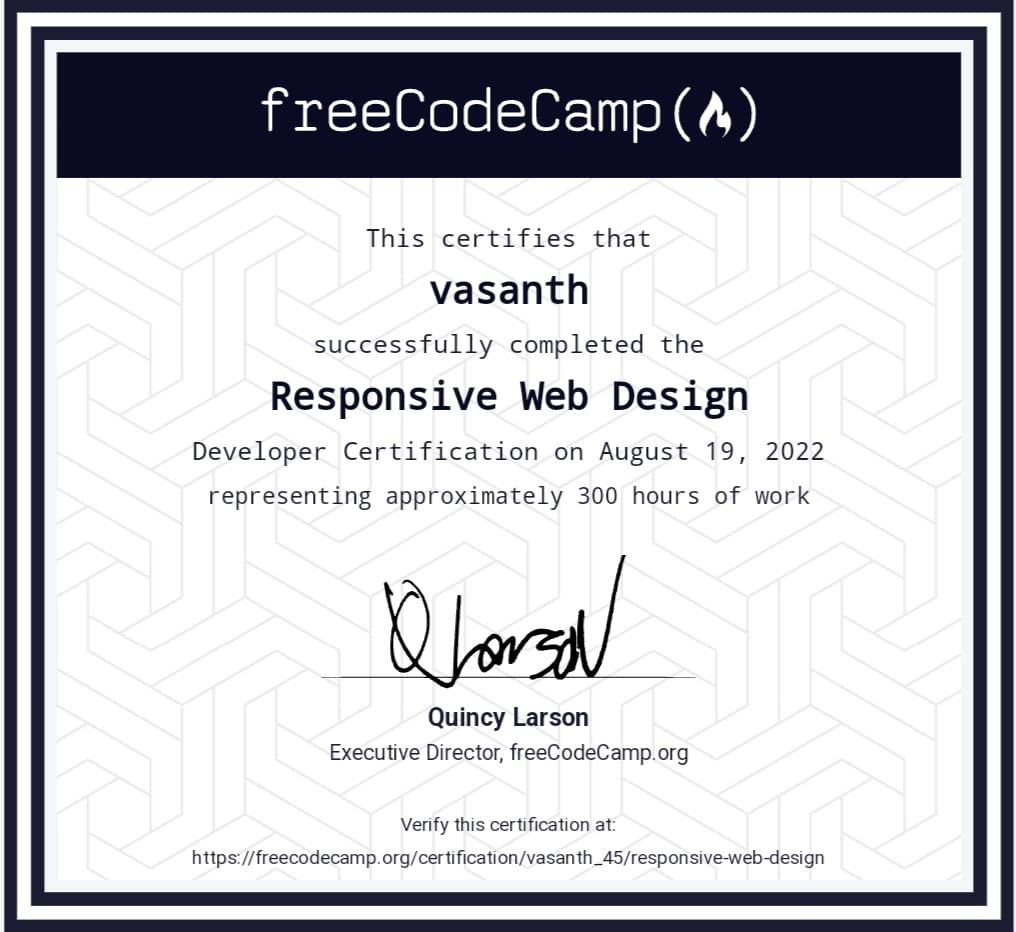 freeCodeCamp
This certifies that
vasanth
successfully completed the
Responsive Web Design
Developer Certification on August 19, 2022
representing approximately 300 hours of work
Quincy Larson
Executive Director, freeCodeCamp.org
Verify this certification at:
https://freecodecamp.org/certification/vasanth_45/responsive-web-design